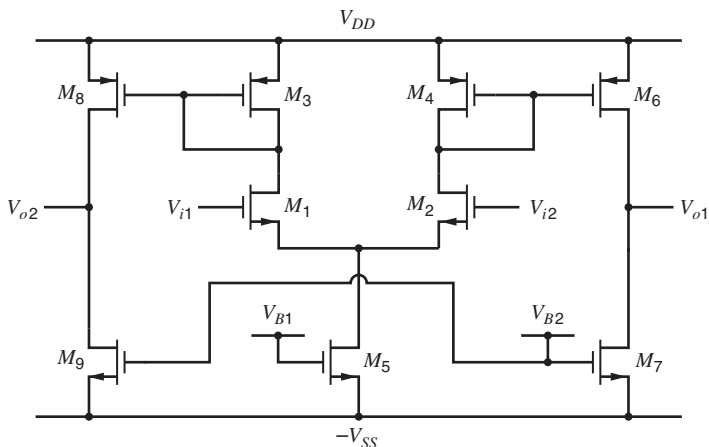 V_DD
M_8 M_3 M_4 M_6
V_o2 V_i1 M_1 M_2 V_i2 V_o1
V_B1 V_B2
M_9 M_5 M_7
−V_SS